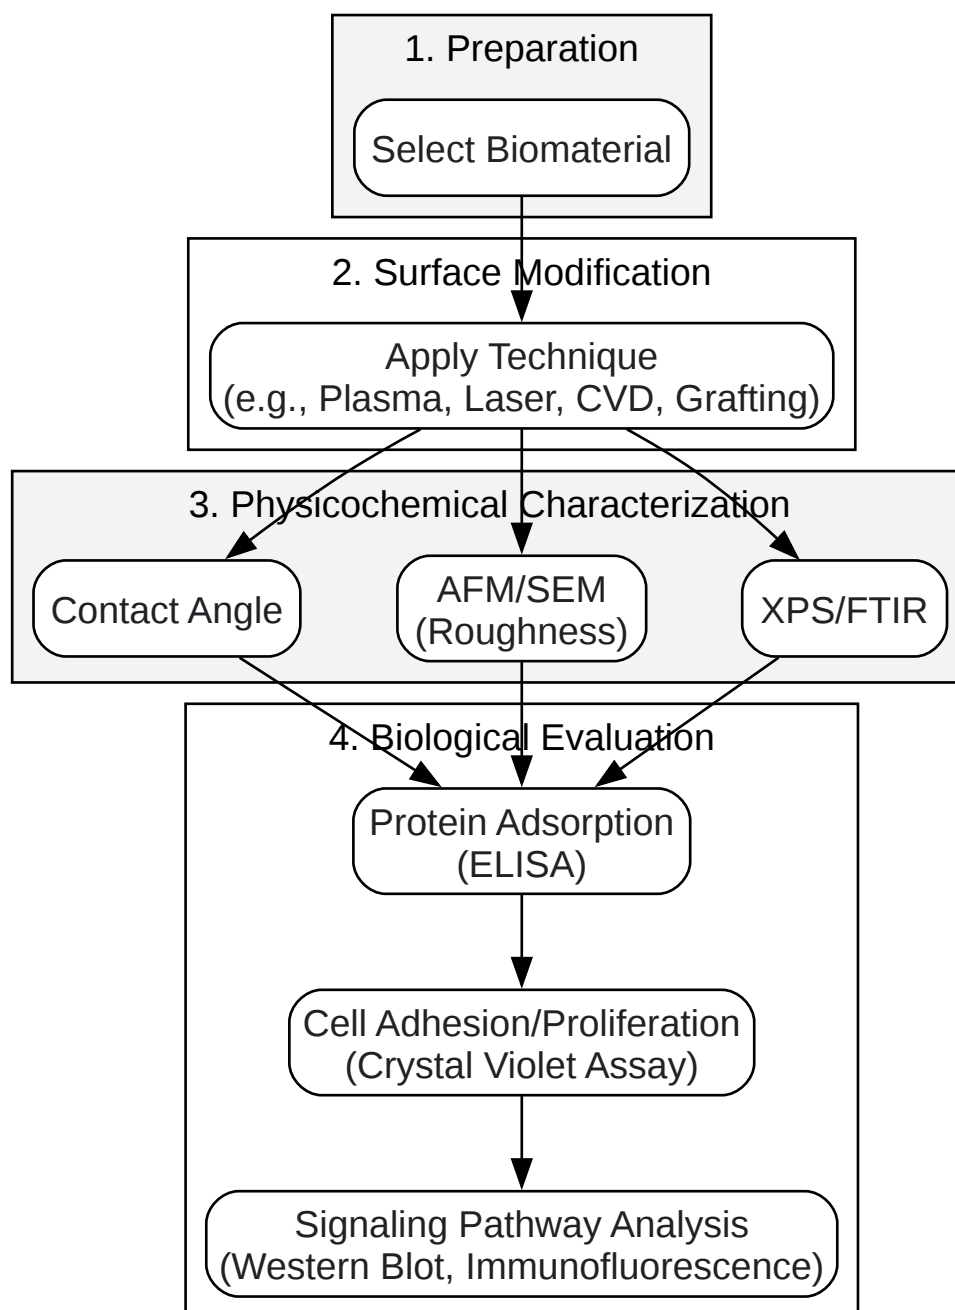 1. Preparation
Select Biomaterial
2. Surface Modification
Apply Technique
(e.g., Plasma, Laser, CVD, Grafting)
3. Physicochemical Characterization
Contact Angle
AFM/SEM
(Roughness)
XPS/FTIR
4. Biological Evaluation
Protein Adsorption
(ELISA)
Cell Adhesion/Proliferation
(Crystal Violet Assay)
Signaling Pathway Analysis
(Western Blot, Immunofluorescence)